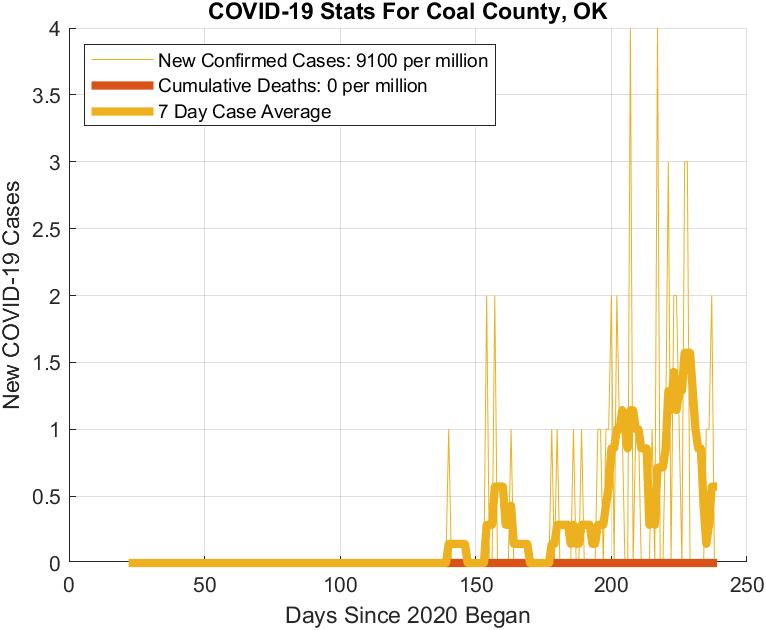 COVID-19 Stats For Coal County, OK
New Confirmed Cases: 9100 per million
Cumulative Deaths: 0 per million
7 Day Case Average
New COVID-19 Cases
4
3.5
3
2.5
2
1.5
1
0.5
0
0 50 100 150 200 250
Days Since 2020 Began